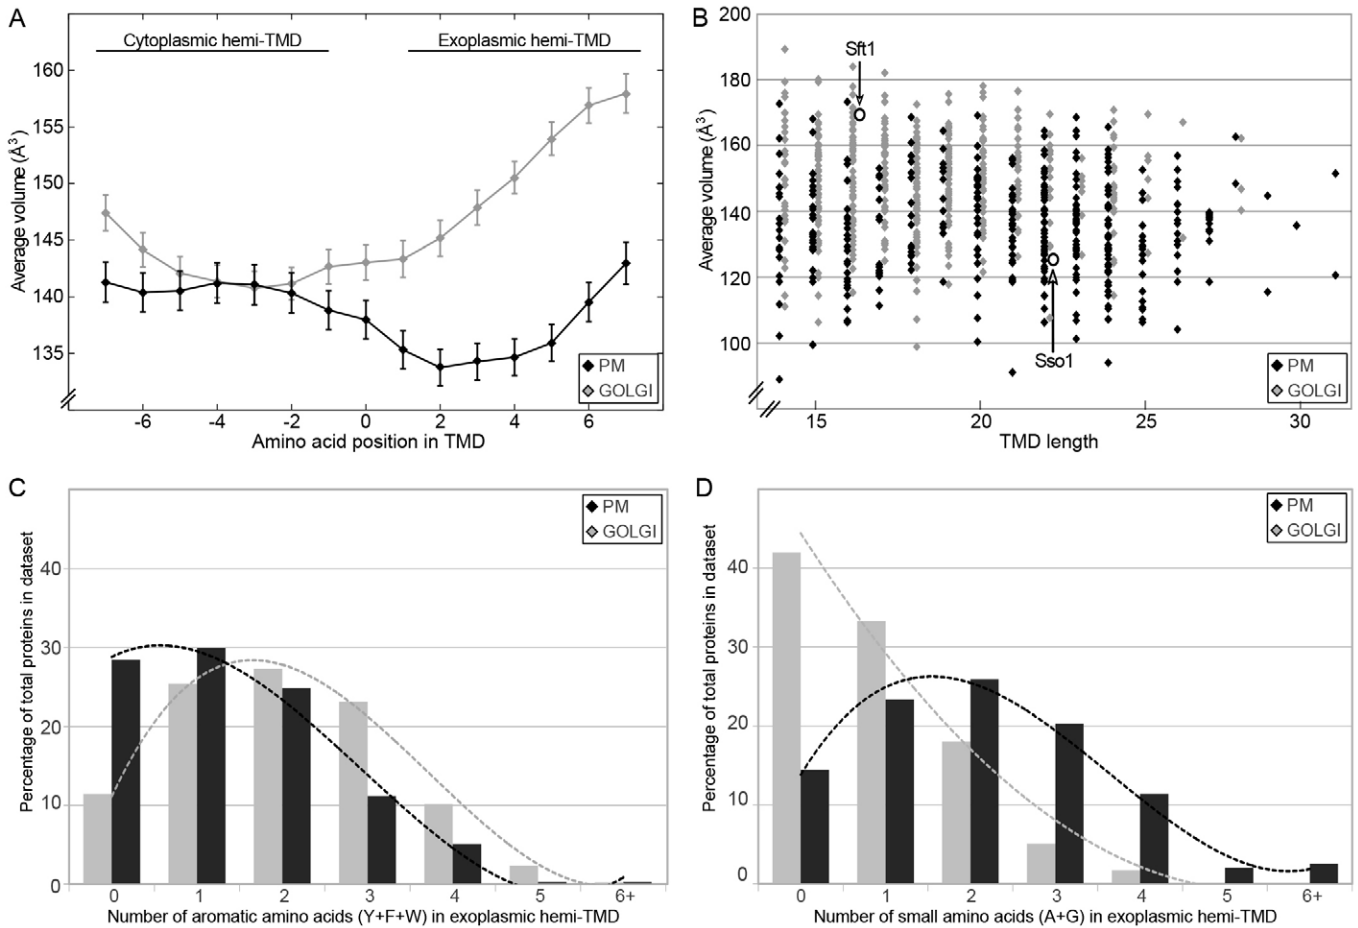 A
Cytoplasmic hemi-TMD
Exoplasmic hemi-TMD
160
155
150
145
140
135
Average volume (Å3)
-6
-4
-2
0
2
4
6
Amino acid position in TMD
PM
GOLGI
B
200
180
160
140
120
100
Average volume (Å3)
Sft1
Sso1
15
20
25
30
TMD length
PM
GOLGI
C
40
30
20
10
0
Percentage of total proteins in dataset
0
1
2
3
4
5
6+
Number of aromatic amino acids (Y+F+W) in exoplasmic hemi-TMD
PM
GOLGI
D
40
30
20
10
0
Percentage of total proteins in dataset
0
1
2
3
4
5
6+
Number of small amino acids (A+G) in exoplasmic hemi-TMD
PM
GOLGI